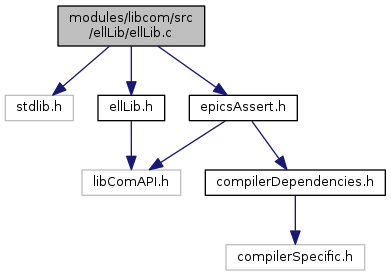 modules/libcom/src
/ellLib/ellLib.c
stdlib.h
ellLib.h
epicsAssert.h
libComAPI.h
compilerDependencies.h
compilerSpecific.h